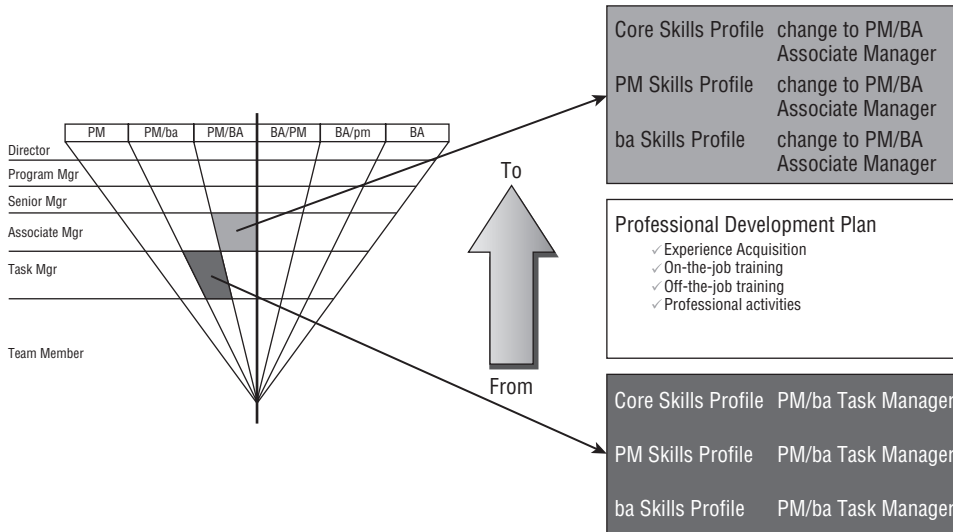 PM PM/ba PM/BA BA/PM BA/pm BA
Director
Program Mgr
Senior Mgr
Associate Mgr
Task Mgr
Team Member
To
From
Core Skills Profile change to PM/BA
Associate Manager
PM Skills Profile change to PM/BA
Associate Manager
ba Skills Profile change to PM/BA
Associate Manager
Professional Development Plan
✓ Experience Acquisition
✓ On-the-job training
✓ Off-the-job training
✓ Professional activities
Core Skills Profile PM/ba Task Manager
PM Skills Profile PM/ba Task Manager
ba Skills Profile PM/ba Task Manager